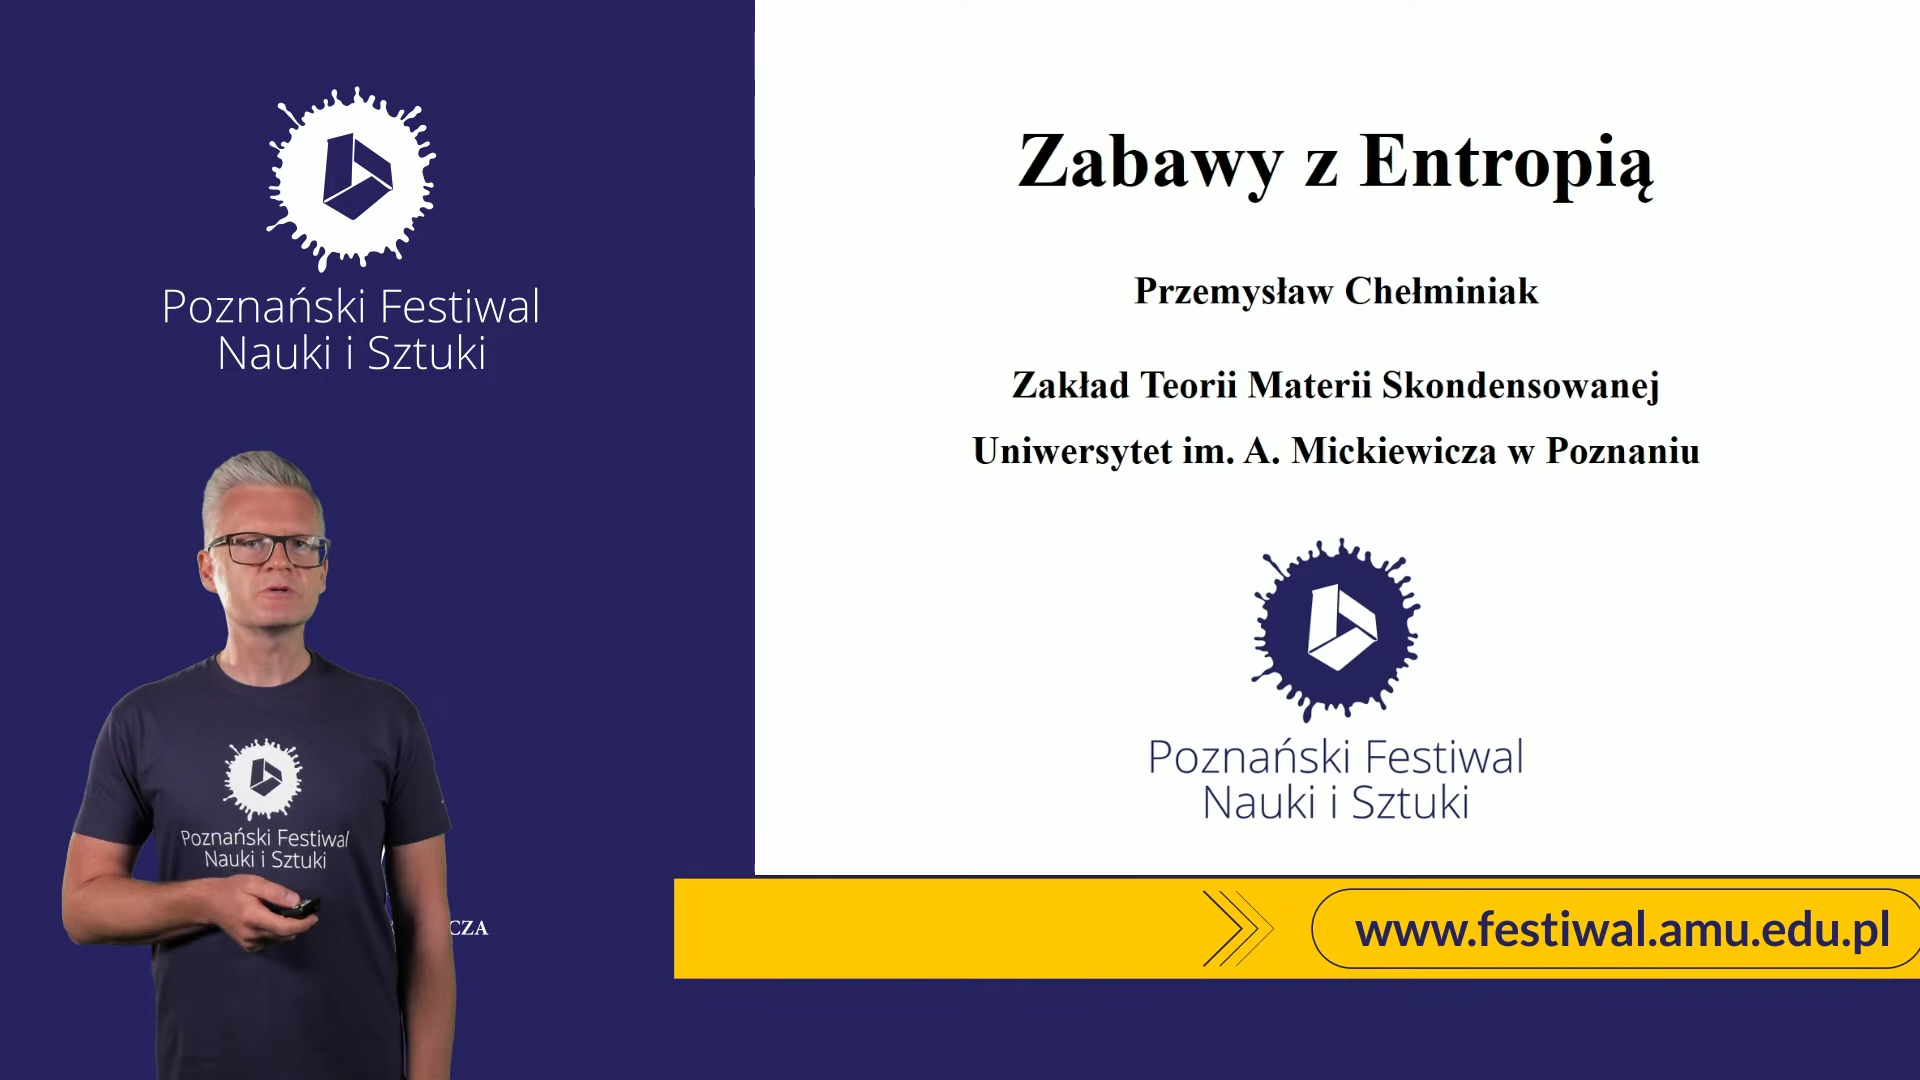 Poznański Festiwal
Nauki i Sztuki
Zabawy z Entropią
Przemysław Chełminiak
Zakład Teorii Materii Skondensowanej
Uniwersytet im. A. Mickiewicza w Poznaniu
Poznański Festiwal
Nauki i Sztuki
Poznański Festiwal
Nauki i Sztuki
www.festiwal.amu.edu.pl